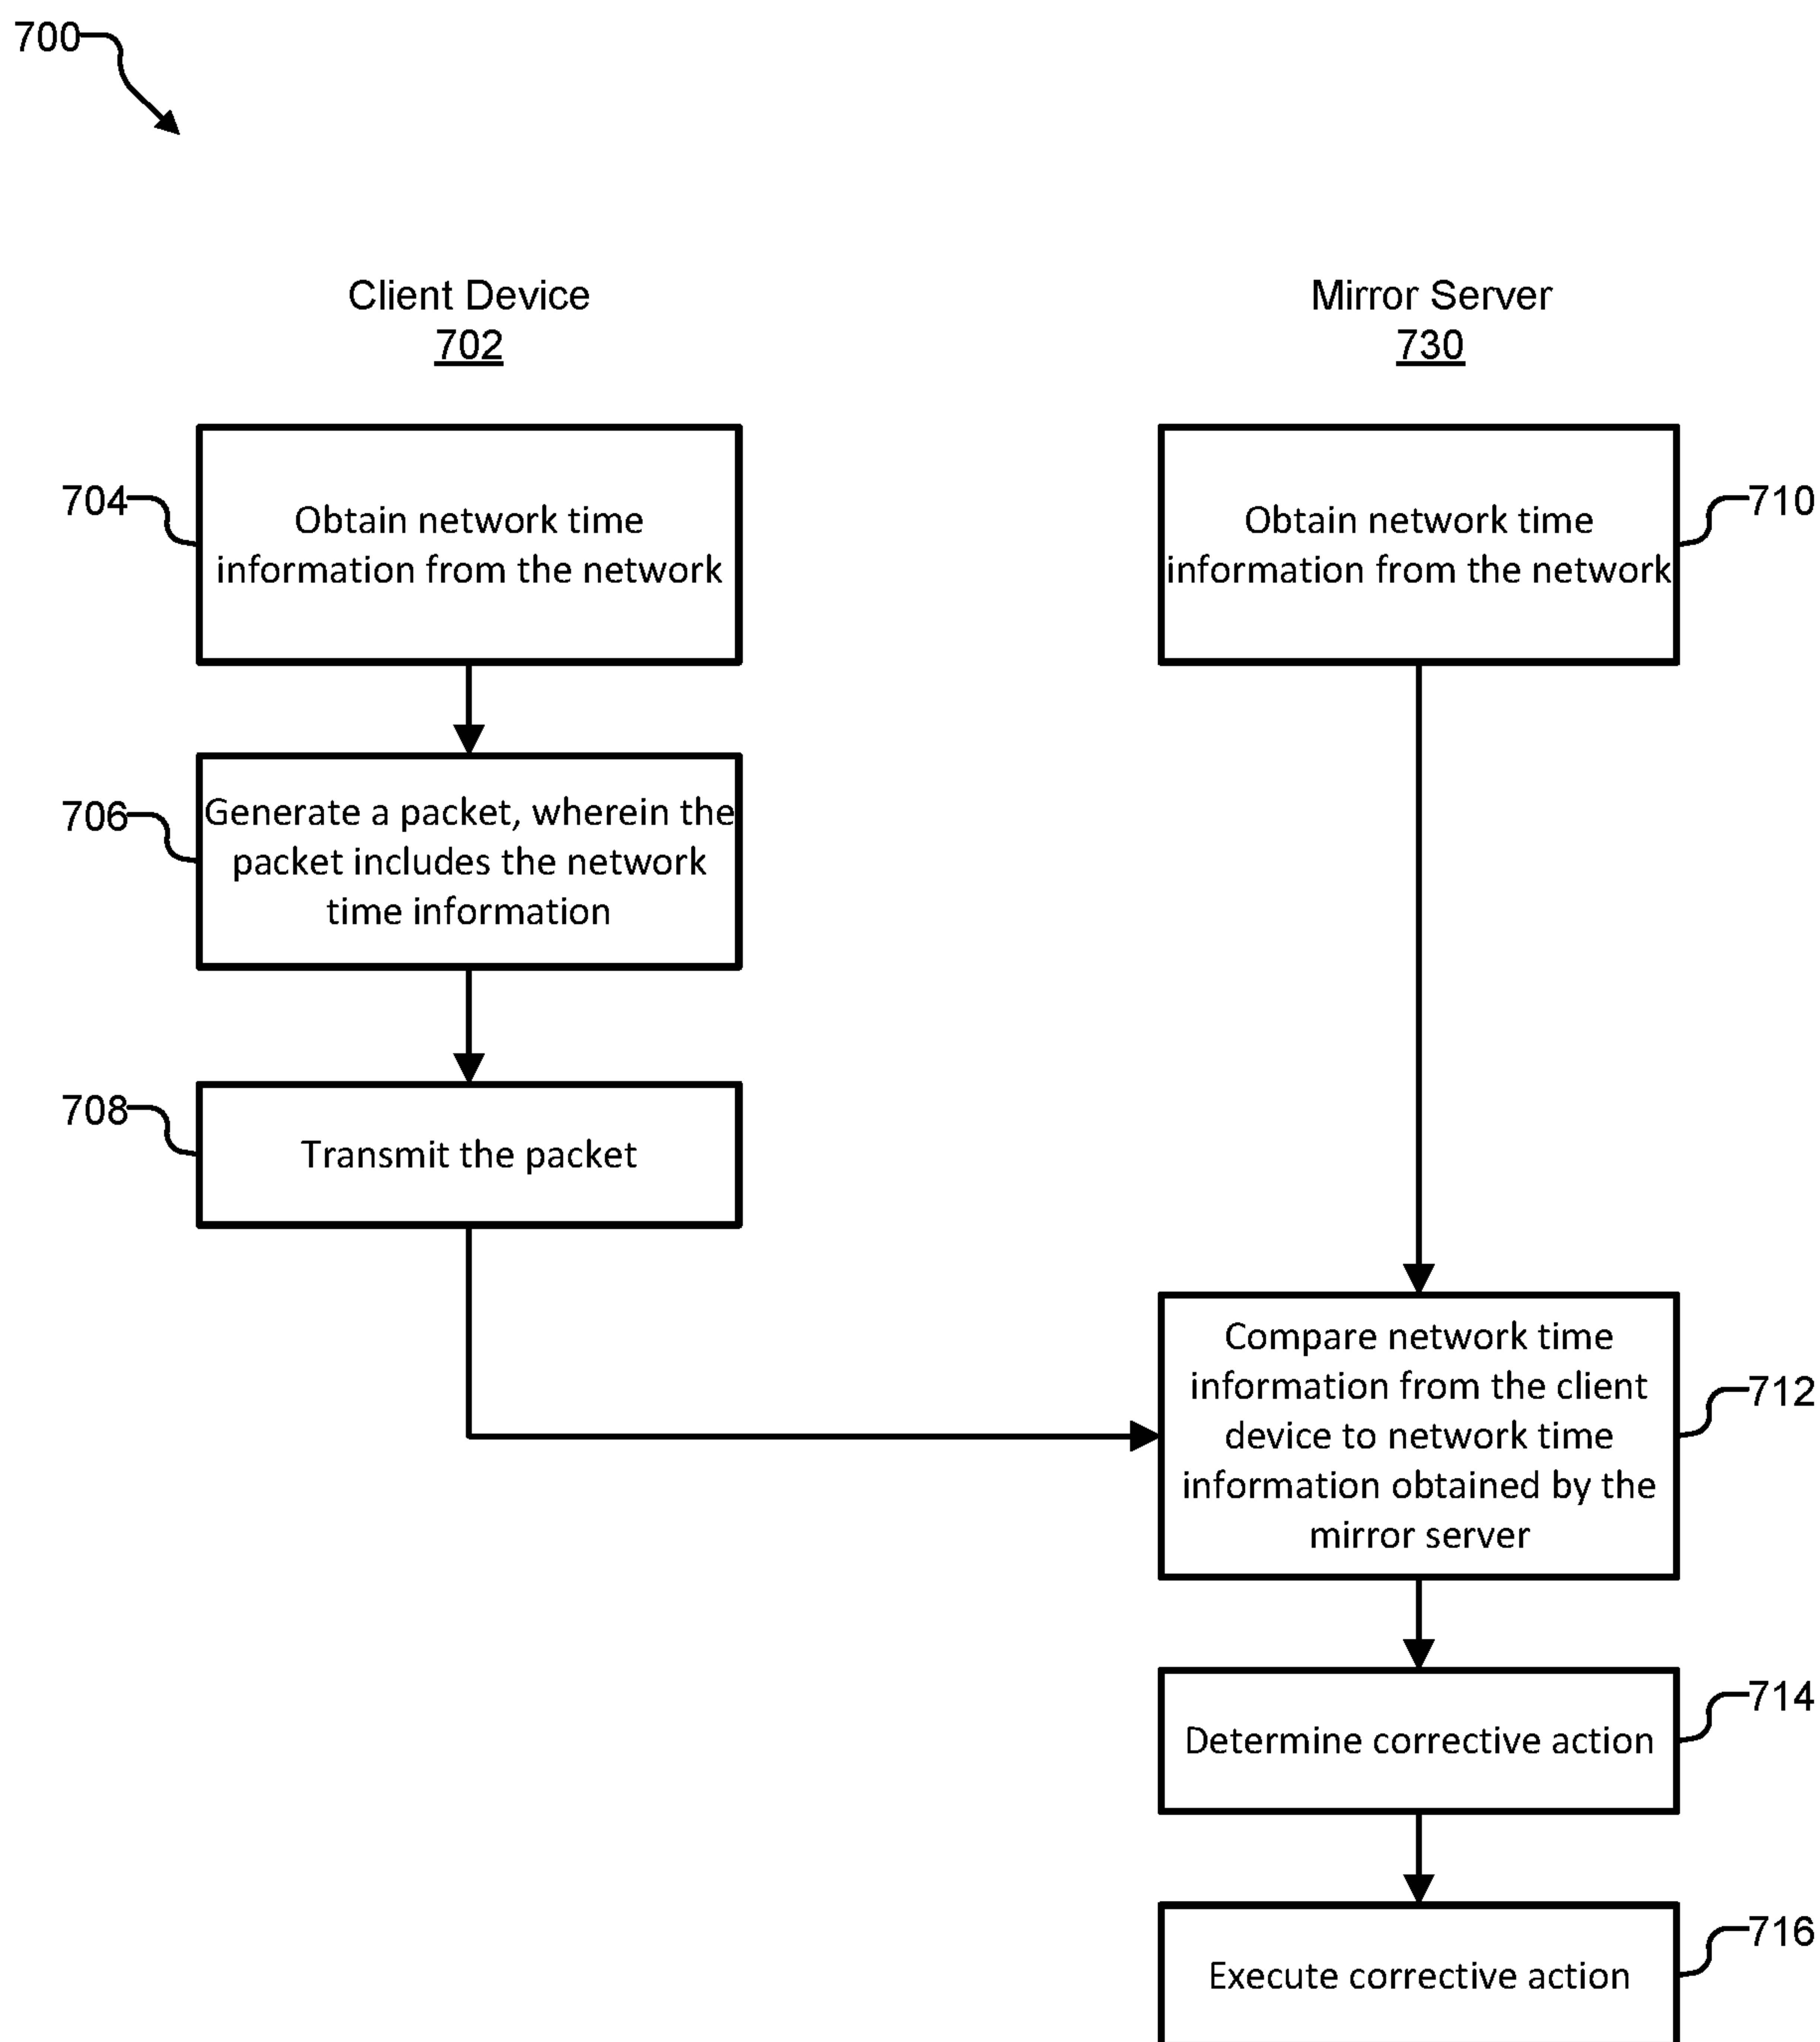 700
Client Device
702
Mirror Server
730
704
Obtain network time
information from the network
710
Obtain network time
information from the network
706
Generate a packet, wherein the
packet includes the network
time information
708
Transmit the packet
712
Compare network time
information from the client
device to network time
information obtained by the
mirror server
714
Determine corrective action
716
Execute corrective action